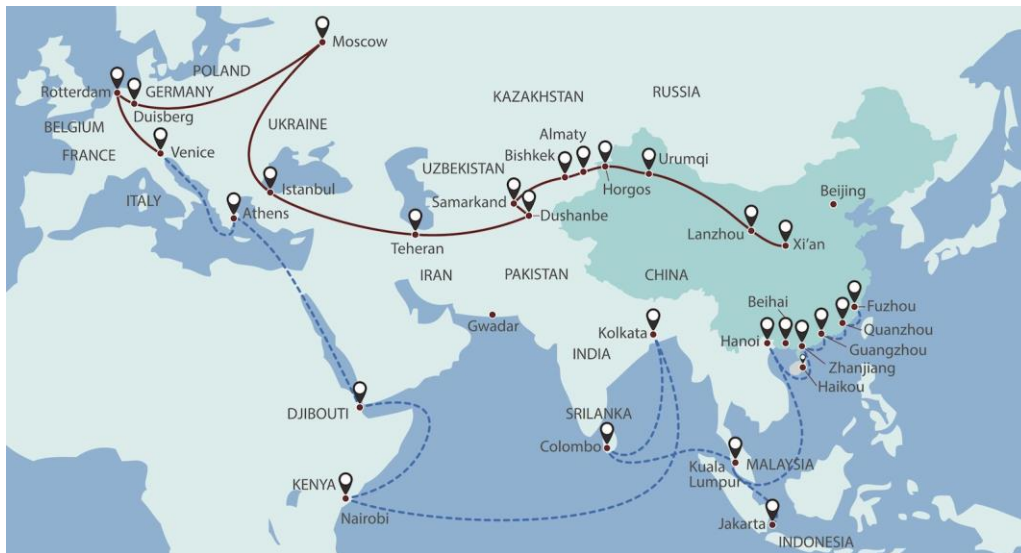 Moscow
POLAND
Rotterdam
GERMANY
Duisberg
KAZAKHSTAN
RUSSIA
BELGIUM
UKRAINE
Almaty
FRANCE
Venice
Bishkek
Urumqi
UZBEKISTAN
Horgos
ITALY
Istanbul
Samarkand
Beijing
Athens
Dushanbe
Lanzhou
Xi'an
Teheran
IRAN
PAKISTAN
CHINA
Beihai
Fuzhou
Gwadar
Kolkata
Quanzhou
Hanoi
INDIA
Guangzhou
Zhanjiang
Haikou
DJIBOUTI
SRILANKA
Colombo
Kuala
Lumpur
MALAYSIA
KENYA
Nairobi
Jakarta
INDONESIA